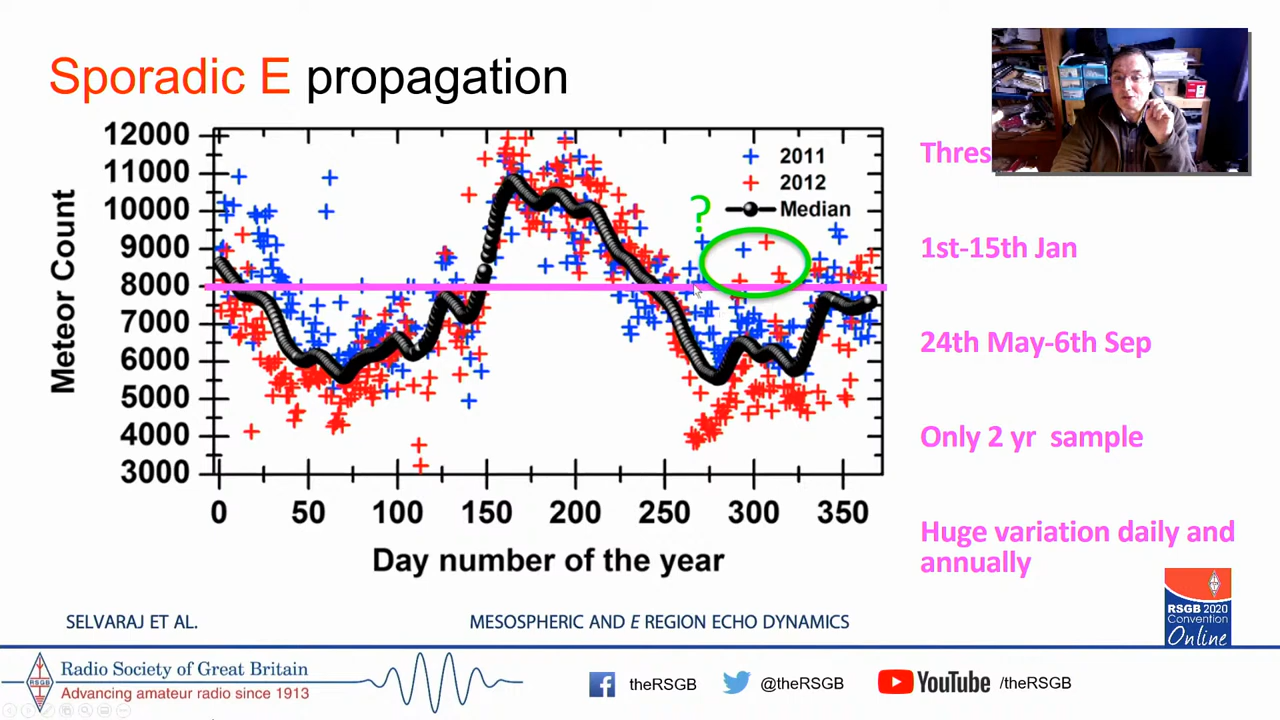 Sporadic E propagation
12000
11000
10000
9000
8000
7000
6000
5000
4000
3000
Meteor Count
2011
2012
Median
?
0 50 100 150 200 250 300 350
Day number of the year
Thres
1st-15th Jan
24th May-6th Sep
Only 2 yr sample
Huge variation daily and
annually
SELVARAJ ET AL.
MESOSPHERIC AND E REGION ECHO DYNAMICS
RSGB 2020
Convention
Online
RSGB
Radio Society of Great Britain
Advancing amateur radio since 1913
theRSGB
@theRSGB
YouTube /theRSGB